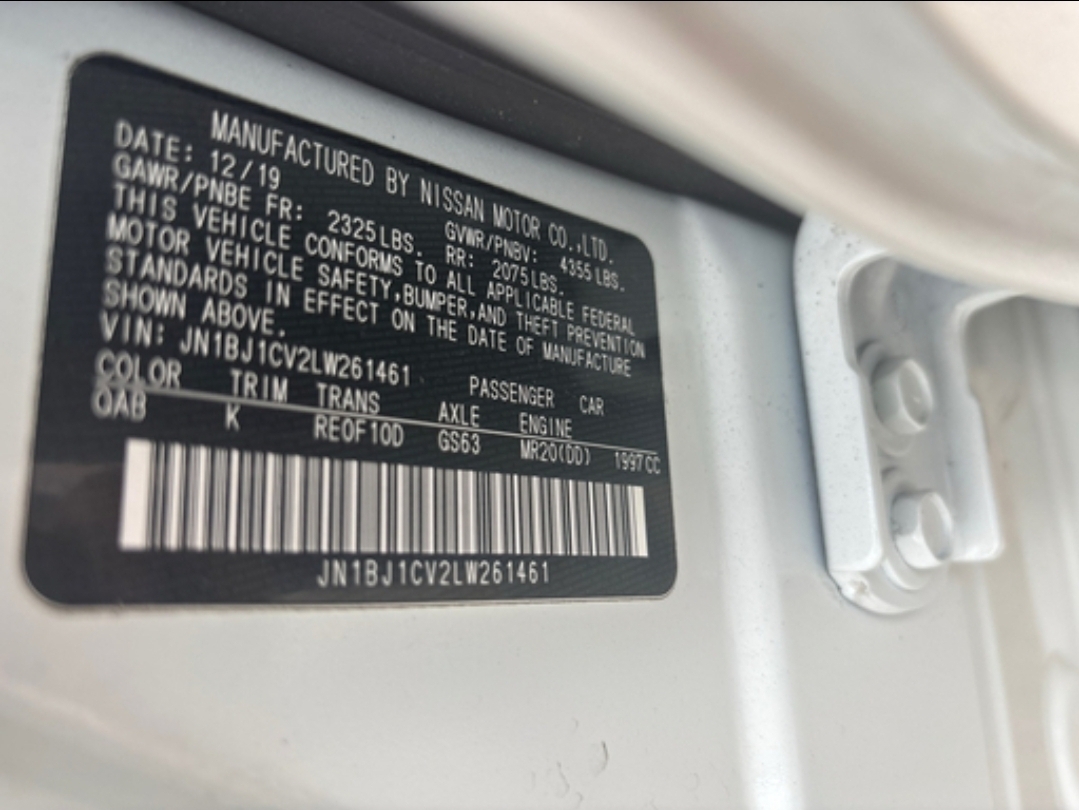 MANUFACTURED BY NISSAN MOTOR CO.,LTD.
DATE: 12/19 GVWR/PNBV: 4355LBS.
GAWR/PNBE FR: 2325LBS. RR: 2075LBS.
THIS VEHICLE CONFORMS TO ALL APPLICABLE FEDERAL
MOTOR VEHICLE SAFETY,BUMPER,AND THEFT PREVENTION
STANDARDS IN EFFECT ON THE DATE OF MANUFACTURE
SHOWN ABOVE.
VIN: JN1BJ1CV2LW261461 PASSENGER CAR
COLOR TRIM TRANS AXLE ENGINE
QAB K RE0F10D GS63 MR20(DD) 1997CC
JN1BJ1CV2LW261461